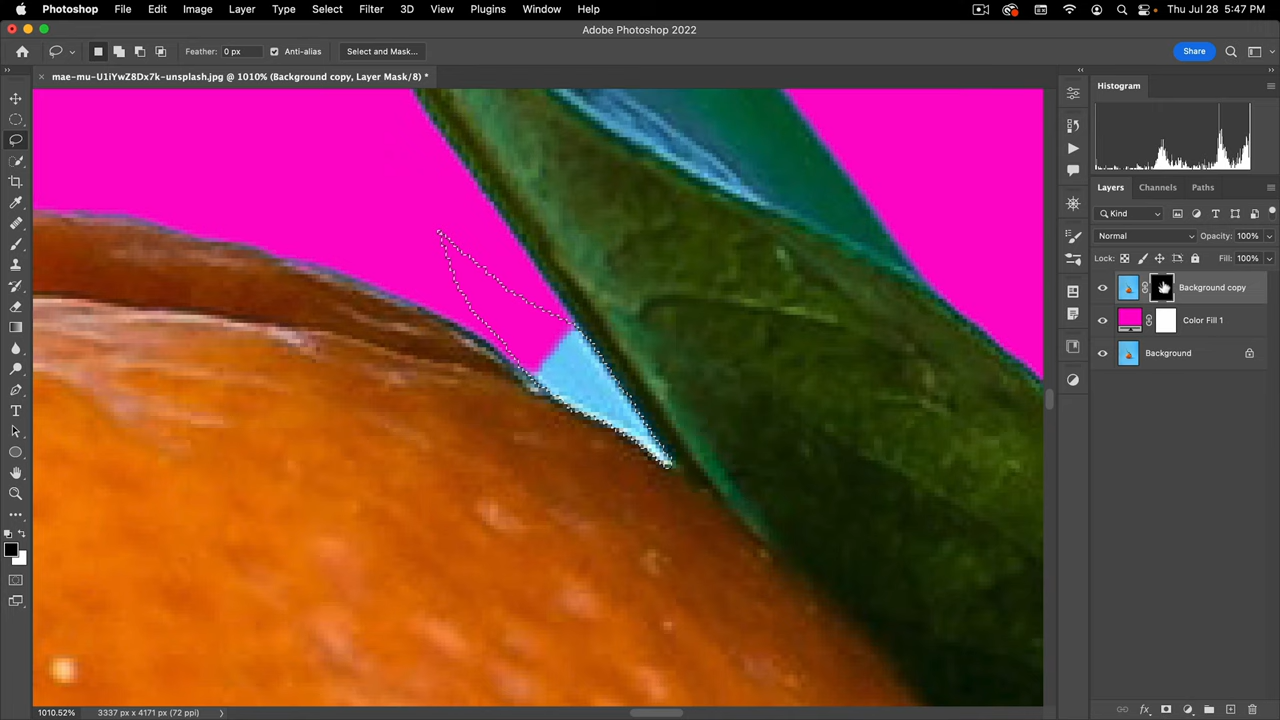 Photoshop File Edit Image Layer Type Select Filter 3D View Plugins Window Help Thu Jul 28 5:47 PM
Adobe Photoshop 2022
Feather: 0 px Anti-alias Select and Mask... Share
mae-mu-U1iYwZ8Dx7k-unsplash.jpg @ 1010% (Background copy, Layer Mask/8) *
Histogram
Layers Channels Paths
Kind
Normal Opacity: 100%
Lock: Fill: 100%
Background copy
Color Fill 1
Background
1010.52% 3337 px x 4171 px (72 ppi)